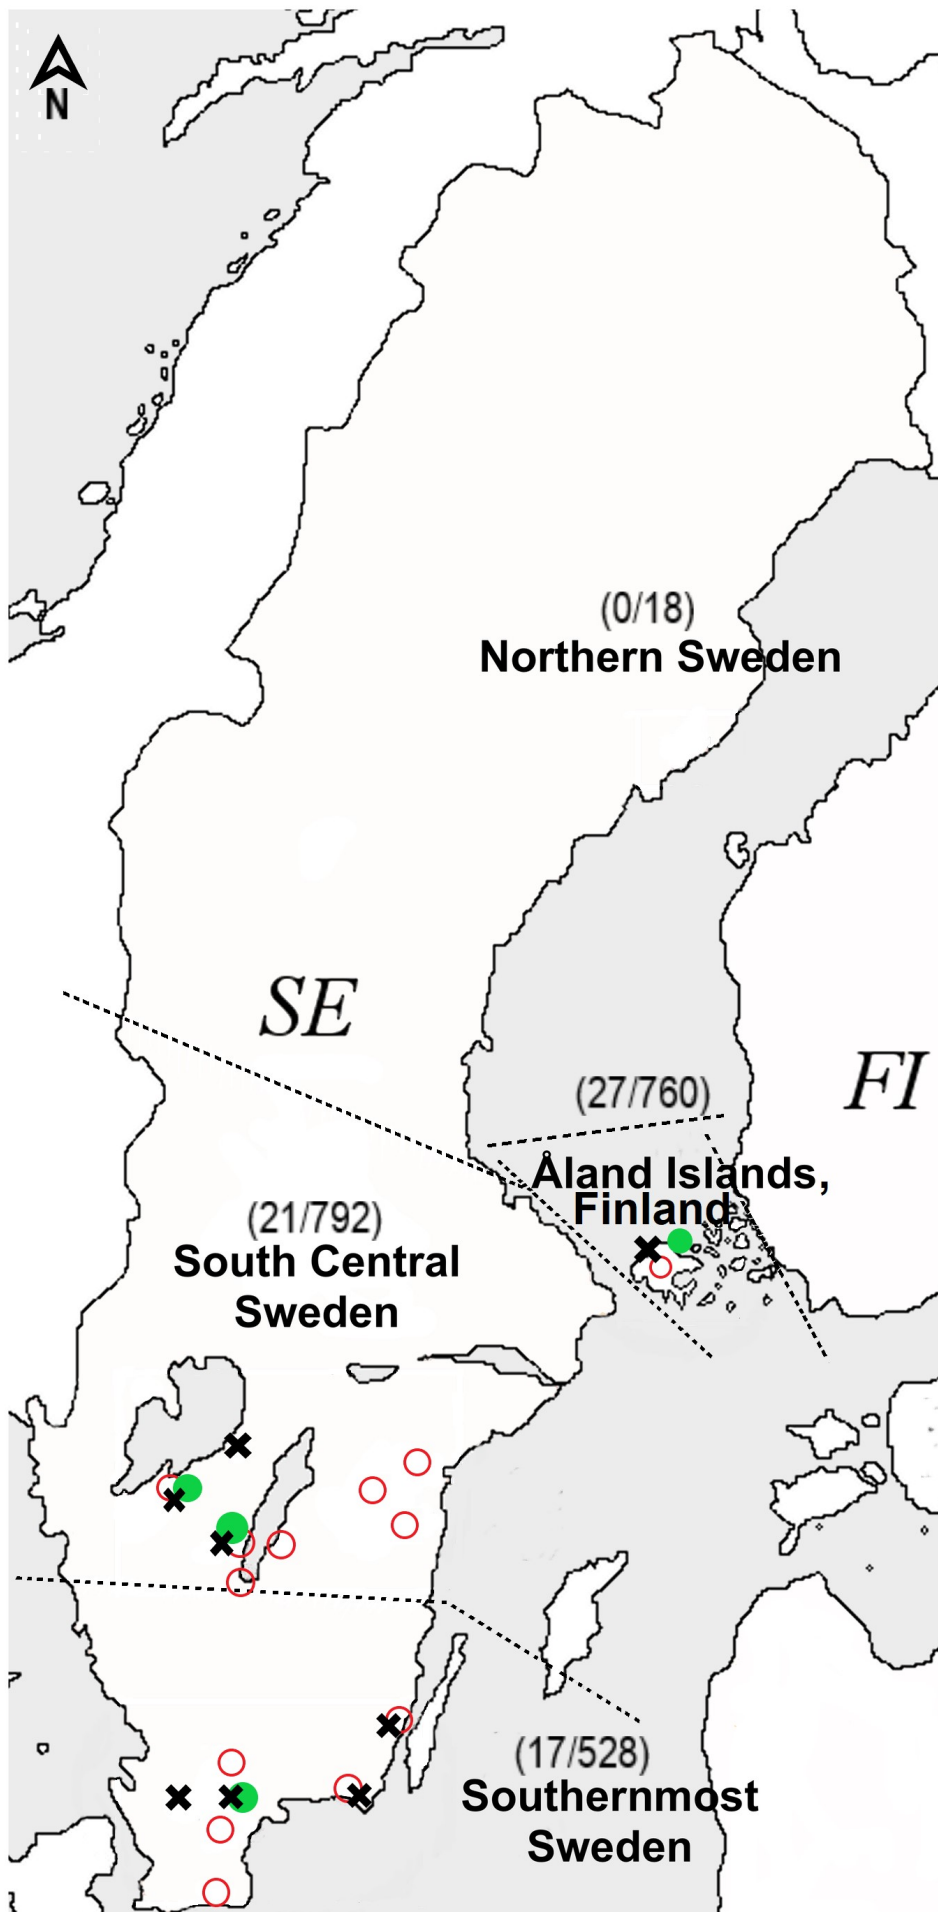 N
(0/18)
Northern Sweden
SE
FI
(27/760)
Åland Islands,
Finland
(21/792)
South Central
Sweden
(17/528)
Southernmost
Sweden